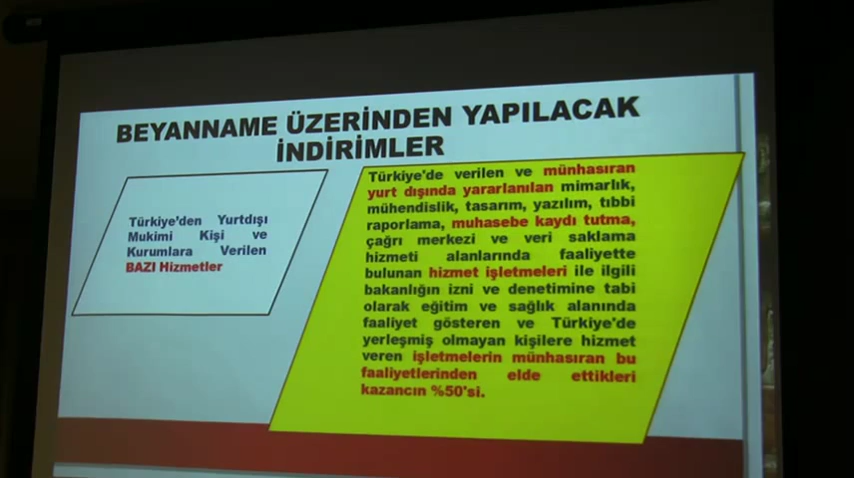 BEYANNAME ÜZERİNDEN YAPILACAK
İNDİRİMLER
Türkiye'den Yurtdışı
Mukimi Kişi ve
Kurumlara Verilen
BAZI Hizmetler
Türkiye'de verilen ve münhasıran
yurt dışında yararlanılan mimarlık,
mühendislik, tasarım, yazılım, tıbbi
raporlama, muhasebe kaydı tutma,
çağrı merkezi ve veri saklama
hizmeti alanlarında faaliyette
bulunan hizmet işletmeleri ile ilgili
bakanlığın izni ve denetimine tabi
olarak eğitim ve sağlık alanında
faaliyet gösteren ve Türkiye'de
yerleşmiş olmayan kişilere hizmet
veren işletmelerin münhasıran bu
faaliyetlerinden elde ettikleri
kazancın %50'si.